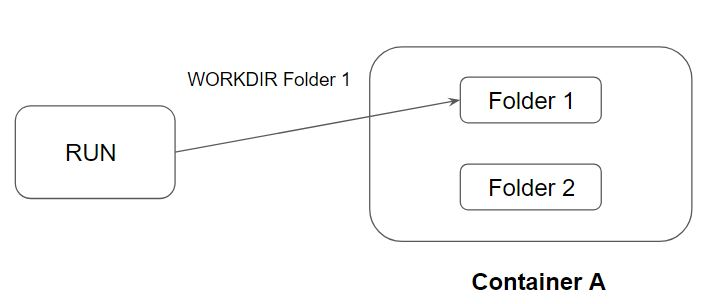 WORKDIR Folder 1
RUN
Folder 1
Folder 2
Container A